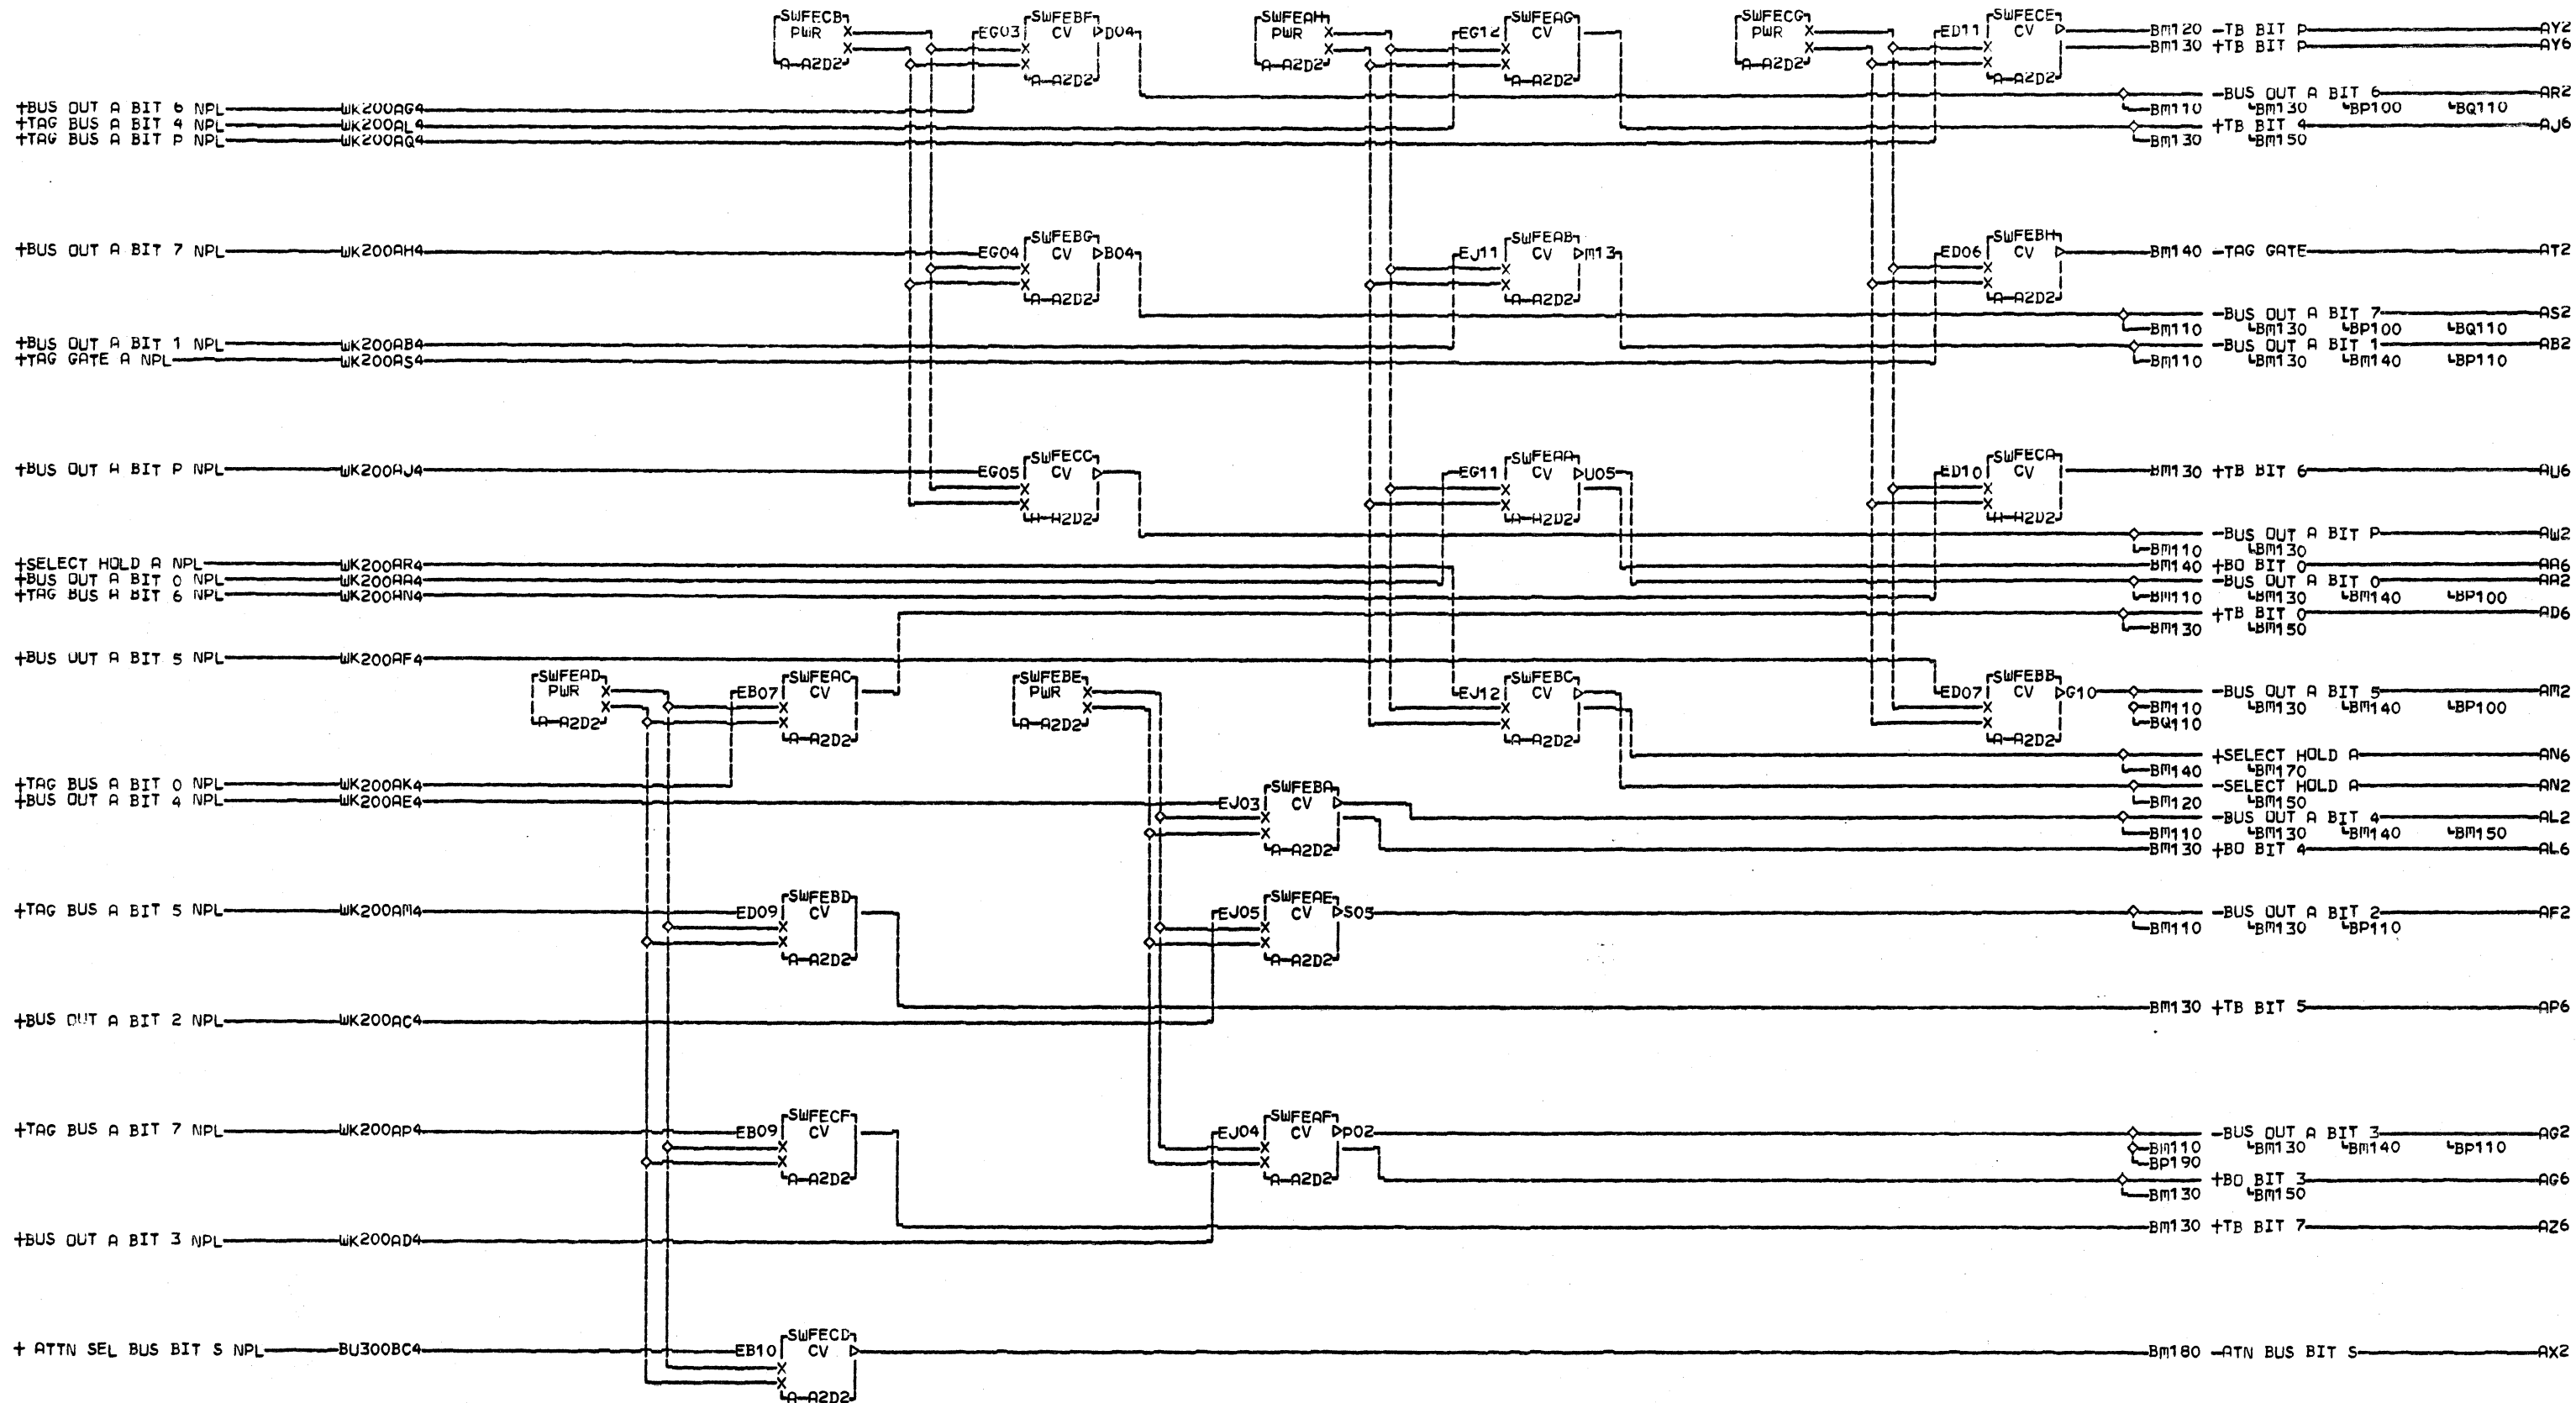 SWFECB SWFEBF SWFEAH SWFEAG SWFECG SWFECE
PWR X EG03 CV D04 PWR X EG12 CV PWR X ED11 CV BM120 -TB BIT P AY2
X X X X X X BM130 +TB BIT P AY6
A-A2D2 X A-A2D2 X A-A2D2 X
A-A2D2 A-A2D2 A-A2D2
+BUS OUT A BIT 6 NPL WK200AG4 -BUS OUT A BIT 6 AR2
BM110 BM130 BP100 BQ110
+TAG BUS A BIT 4 NPL WK200AL4 +TB BIT 4 AJ6
+TAG BUS A BIT P NPL WK200AQ4 BM130 BM150
SWFEBG SWFEAB SWFEBH
+BUS OUT A BIT 7 NPL WK200AH4 EG04 CV B04 EJ11 CV M13 ED06 CV BM140 -TAG GATE AT2
X X X
X X X
A-A2D2 A-A2D2 A-A2D2
-BUS OUT A BIT 7 AS2
BM110 BM130 BP100 BQ110
+BUS OUT A BIT 1 NPL WK200AB4 -BUS OUT A BIT 1 AB2
+TAG GATE A NPL WK200AS4 BM110 BM130 BM140 BP110
SWFECC SWFEAA SWFECA
+BUS OUT A BIT P NPL WK200AJ4 EG05 CV EG11 CV U05 ED10 CV BM130 +TB BIT 6 AU6
X X X
X X X
A-A2D2 A-A2D2 A-A2D2
-BUS OUT A BIT P AW2
BM110 BM130
+SELECT HOLD A NPL WK200AR4 BM140 +BO BIT 0 AA6
+BUS OUT A BIT 0 NPL WK200AA4 -BUS OUT A BIT 0 AA2
+TAG BUS A BIT 6 NPL WK200AN4 BM110 BM130 BM140 BP100
+TB BIT 0 AD6
BM130 BM150
+BUS OUT A BIT 5 NPL WK200AF4
SWFEAD SWFEAC SWFEBE SWFEBC SWFEBB
PWR X EB07 CV PWR X EJ12 CV ED07 CV G10 -BUS OUT A BIT 5 AM2
X X X X X BM110 BM130 BM140 BP100
A-A2D2 X A-A2D2 X X BQ110
A-A2D2 A-A2D2 A-A2D2
+SELECT HOLD A AN6
BM140 BM170
+TAG BUS A BIT 0 NPL WK200AK4 SWFEBA -SELECT HOLD A AN2
+BUS OUT A BIT 4 NPL WK200AE4 EJ03 CV BM120 BM150
X -BUS OUT A BIT 4 AL2
X BM110 BM130 BM140 BM150
A-A2D2 BM130 +BO BIT 4 AL6
SWFEBD SWFEAE
+TAG BUS A BIT 5 NPL WK200AM4 ED09 CV EJ05 CV S05 -BUS OUT A BIT 2 AF2
X X BM110 BM130 BP110
X X
A-A2D2 A-A2D2
BM130 +TB BIT 5 AP6
+BUS OUT A BIT 2 NPL WK200AC4
SWFECF SWFEAF
+TAG BUS A BIT 7 NPL WK200AP4 EB09 CV EJ04 CV P02 -BUS OUT A BIT 3 AG2
X X BM110 BM130 BM140 BP110
X X BP190
A-A2D2 A-A2D2 +BO BIT 3 AG6
BM130 BM150
BM130 +TB BIT 7 AZ6
+BUS OUT A BIT 3 NPL WK200AD4
SWFECD
+ ATTN SEL BUS BIT S NPL BU300BC4 EB10 CV BM180 -ATN BUS BIT S AX2
X
X
A-A2D2